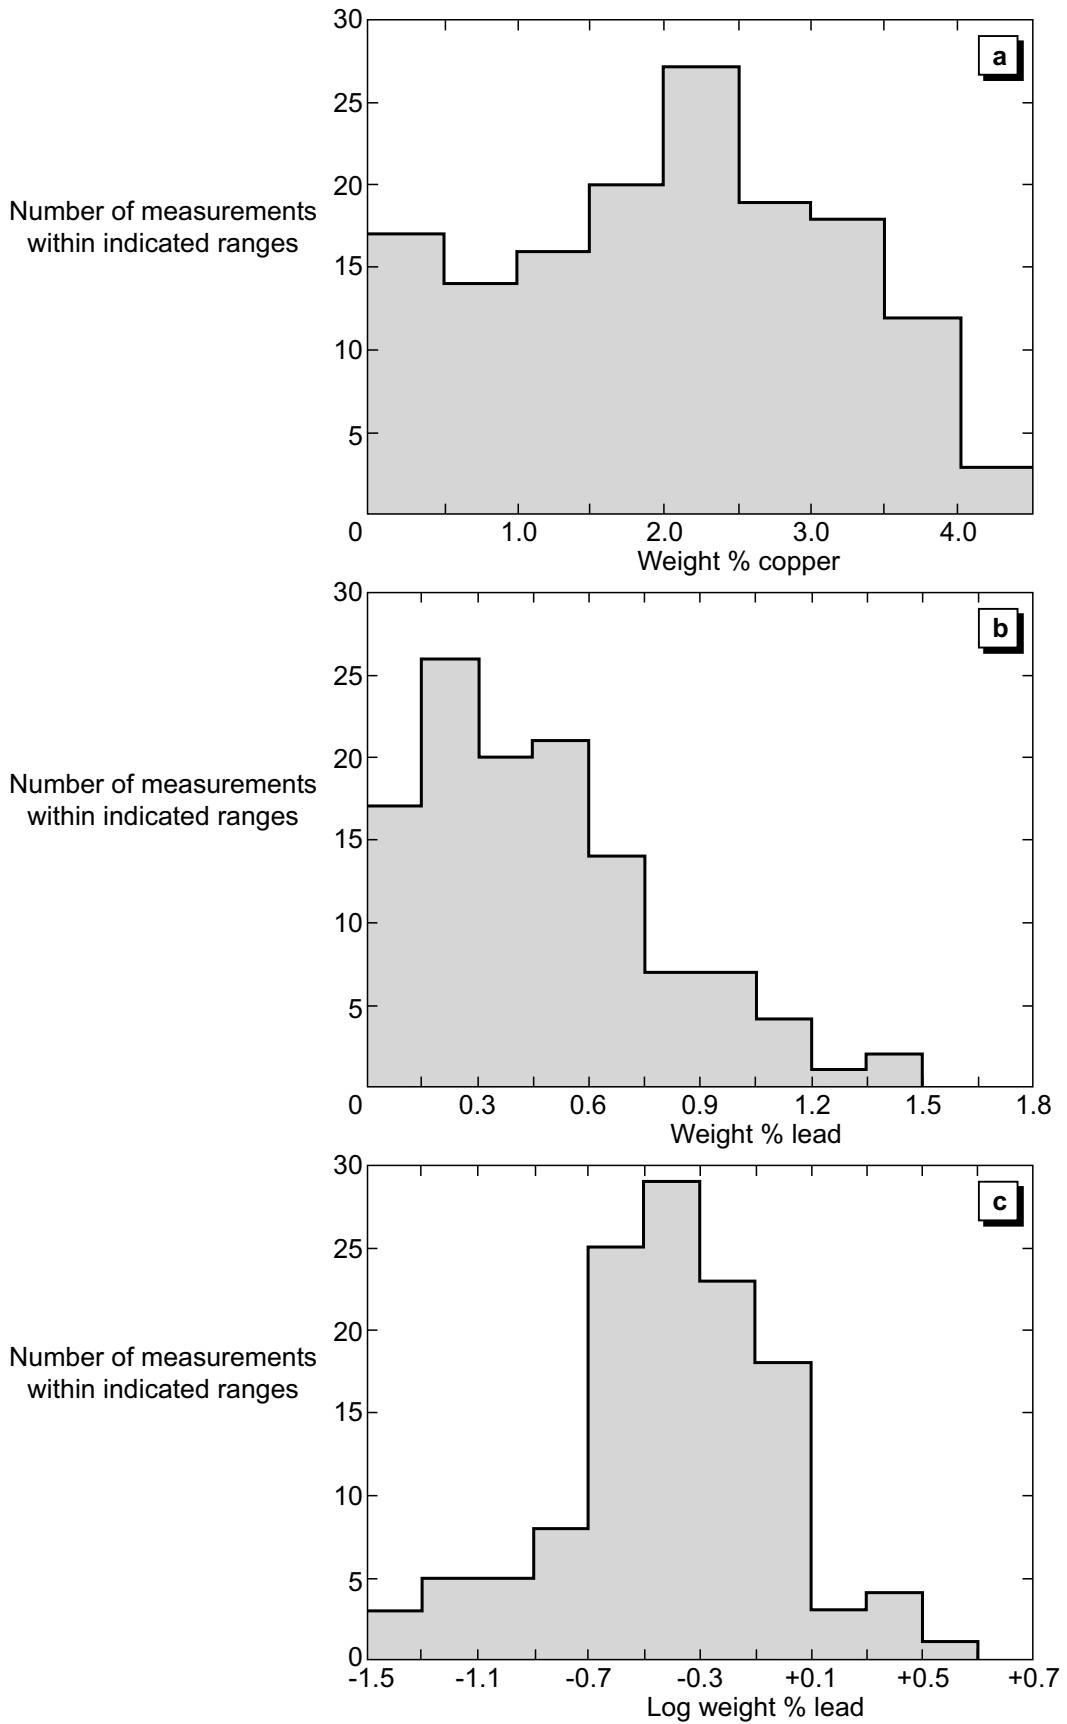 30
a
25
20
Number of measurements
within indicated ranges
15
10
5
0 1.0 2.0 3.0 4.0
Weight % copper
30
b
25
20
Number of measurements
within indicated ranges
15
10
5
0 0.3 0.6 0.9 1.2 1.5 1.8
Weight % lead
30
c
25
20
Number of measurements
within indicated ranges
15
10
5
0
-1.5 -1.1 -0.7 -0.3 +0.1 +0.5 +0.7
Log weight % lead